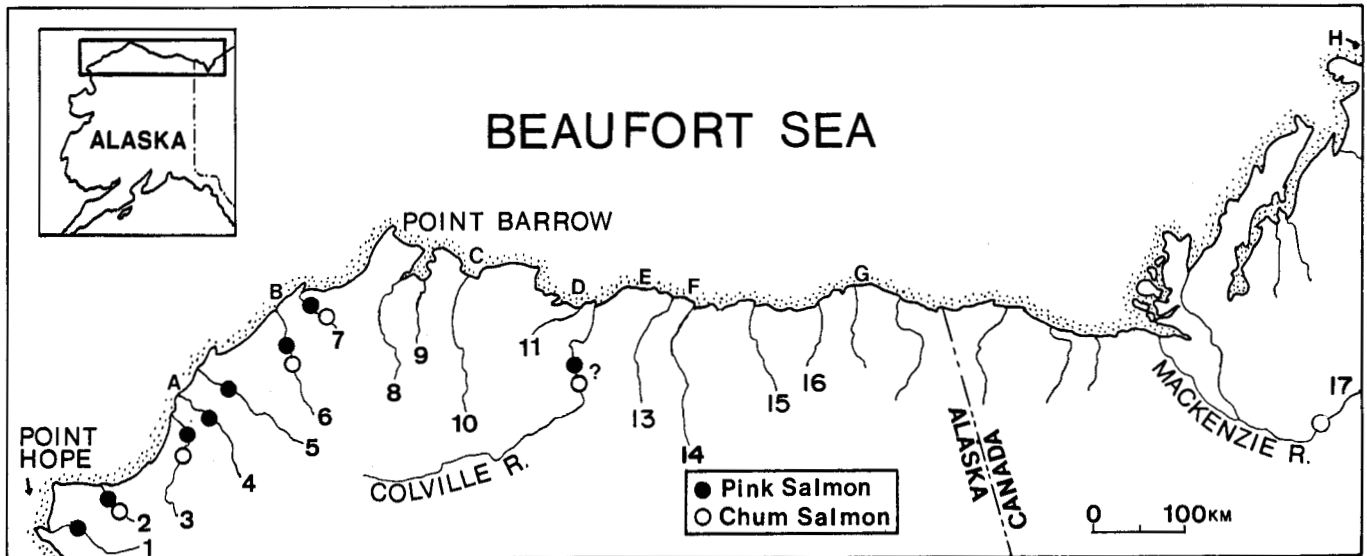 H
ALASKA
BEAUFORT SEA
POINT BARROW
C
B
D
E
F
G
7
11
A
8
9
?
6
10
13
15
16
17
5
MACKENZIE R.
POINT
HOPE
4
14
ALASKA
CANADA
COLVILLE R.
Pink Salmon
Chum Salmon
0 100KM
3
2
1